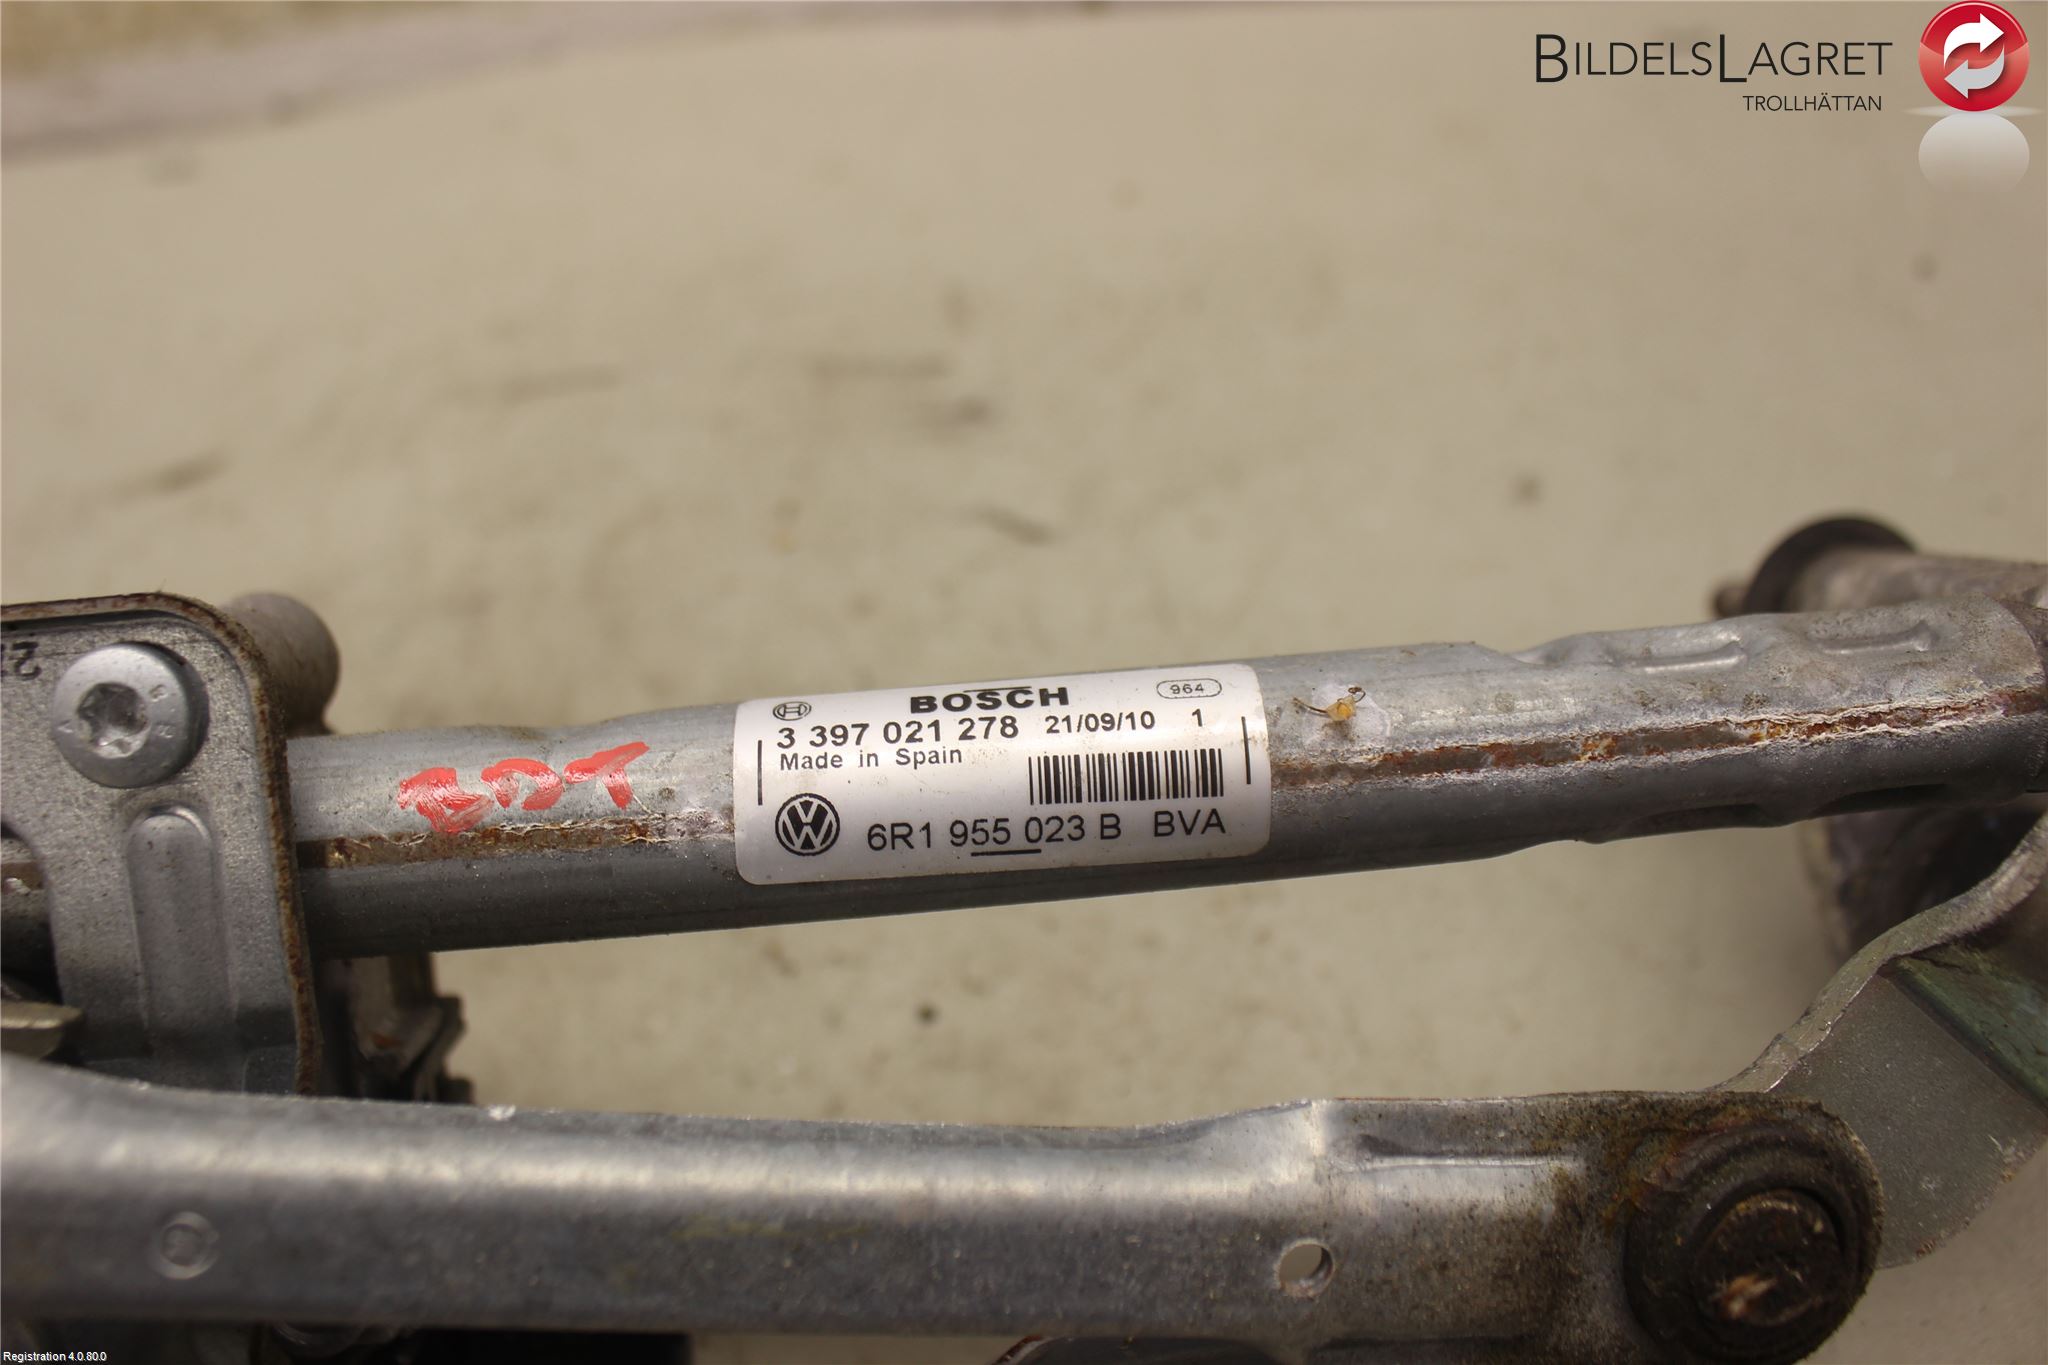 BILDELSLAGRET
TROLLHÄTTAN
BOSCH 964
3 397 021 278 21/09/10 1
Made in Spain
6R1 955 023 B BVA
Registration 4.0.80.0